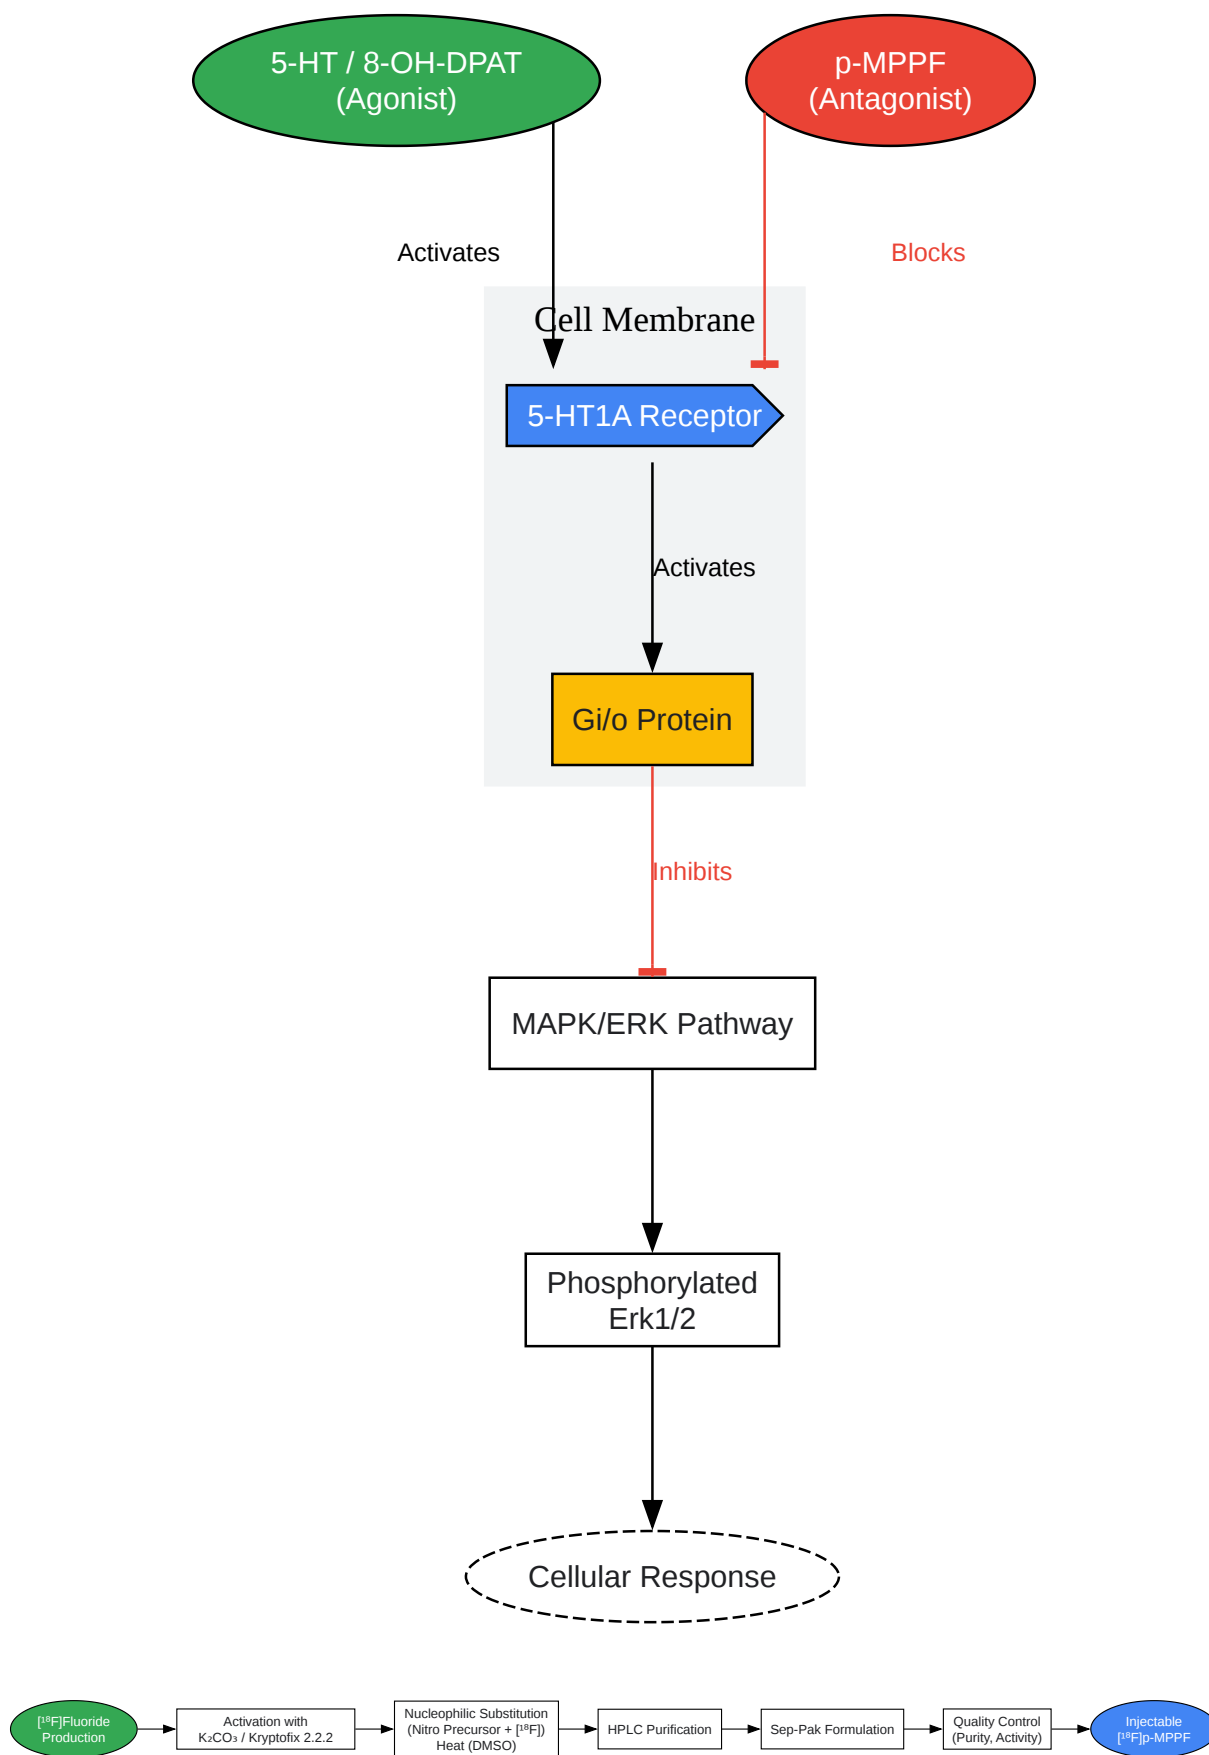 5-HT / 8-OH-DPAT
(Agonist)
p-MPPF
(Antagonist)
Activates
Blocks
Cell Membrane
5-HT1A Receptor
Activates
Gi/o Protein
Inhibits
MAPK/ERK Pathway
Phosphorylated
Erk1/2
Cellular Response
[¹⁸F]Fluoride
Production
Activation with
K₂CO₃ / Kryptofix 2.2.2
Nucleophilic Substitution
(Nitro Precursor + [¹⁸F])
Heat (DMSO)
HPLC Purification
Sep-Pak Formulation
Quality Control
(Purity, Activity)
Injectable
[¹⁸F]p-MPPF